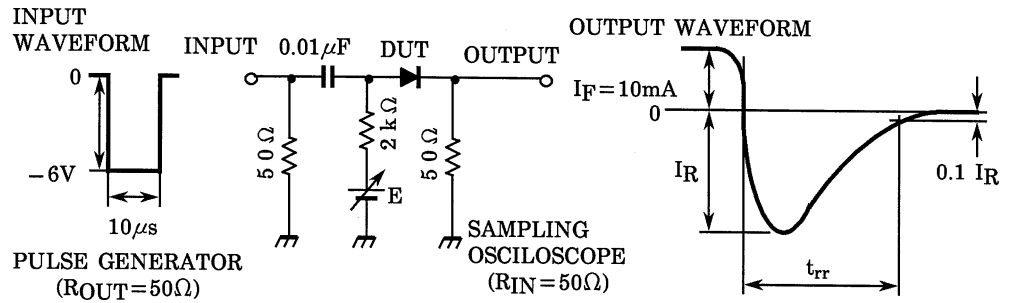 INPUT
WAVEFORM
0
−6V
10μs
PULSE GENERATOR
(ROUT=50Ω)
INPUT
0.01μF
DUT
OUTPUT
50Ω
2kΩ
E
50Ω
SAMPLING
OSCILOSCOPE
(RIN=50Ω)
OUTPUT WAVEFORM
IF=10mA
0
IR
0.1 IR
trr